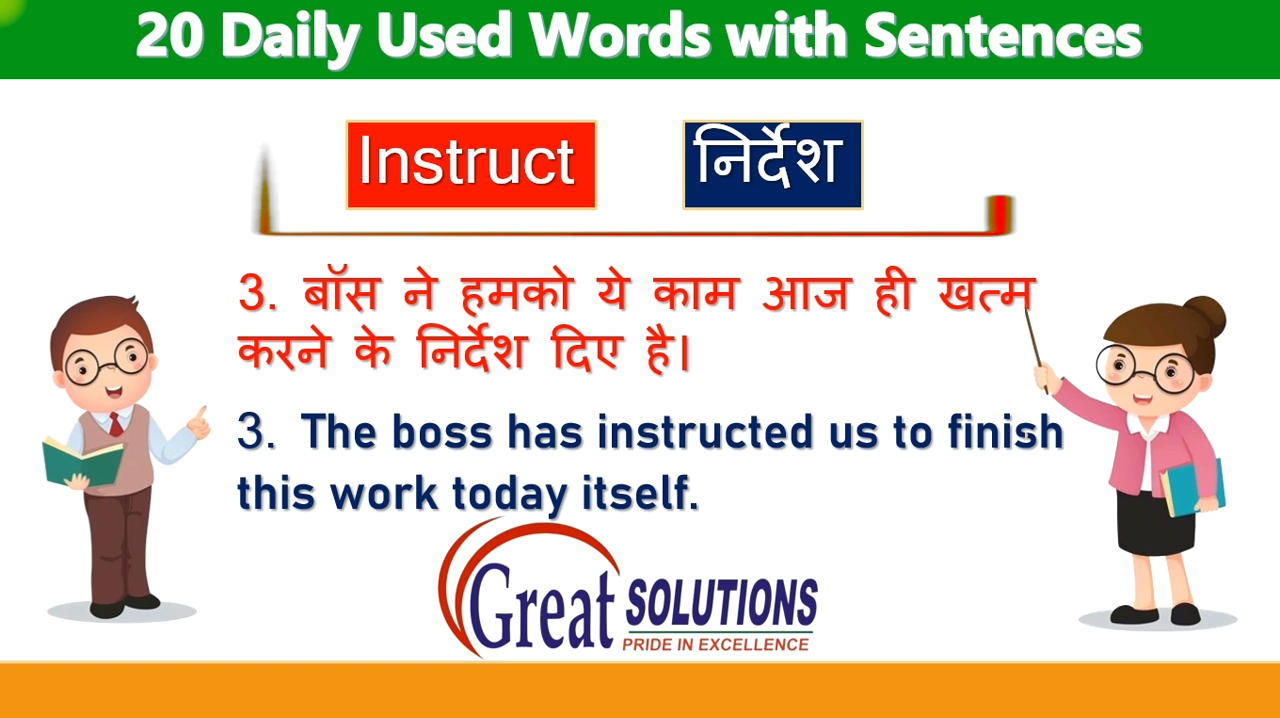 20 Daily Used Words with Sentences
Instruct निर्देश
3. बॉस ने हमको ये काम आज ही खत्म
करने के निर्देश दिए है।
3. The boss has instructed us to finish
this work today itself.
Great SOLUTIONS
PRIDE IN EXCELLENCE